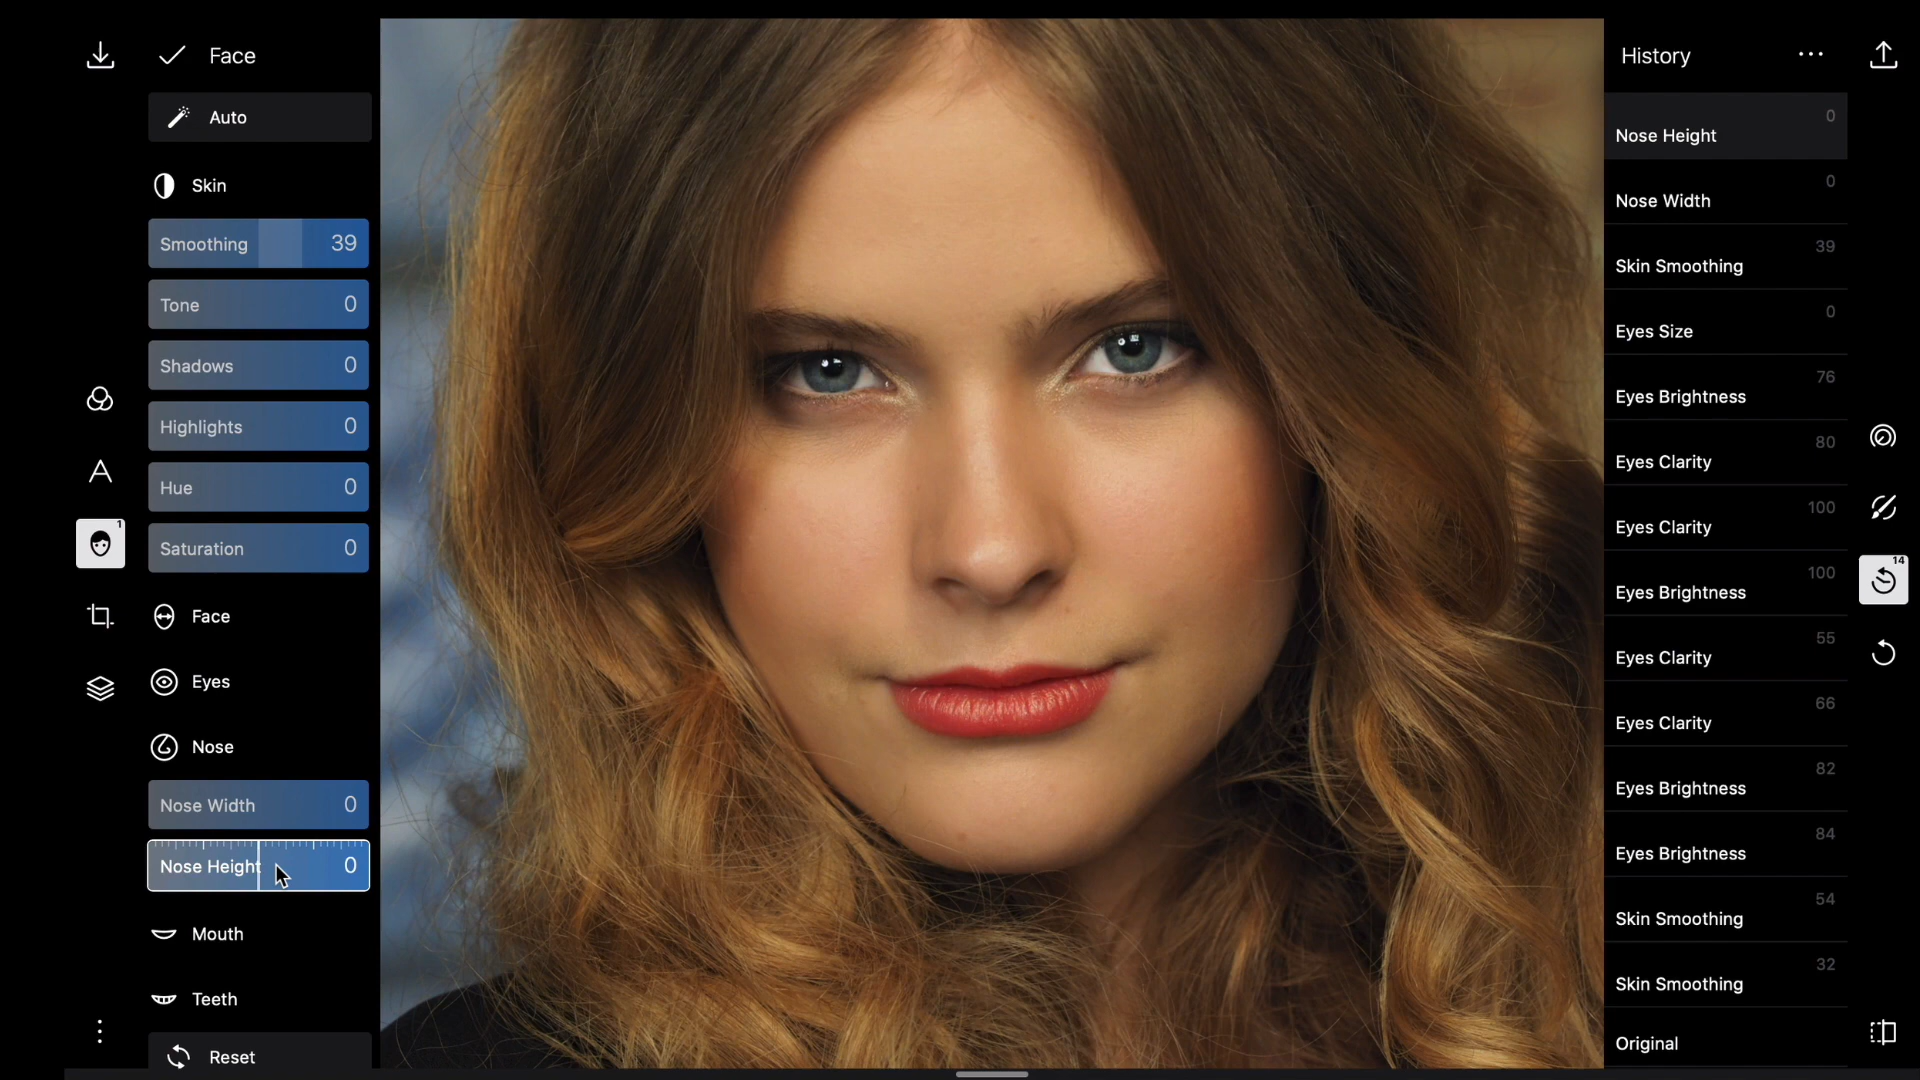 Face
Auto
Skin
Smoothing 39
Tone 0
Shadows 0
Highlights 0
Hue 0
Saturation 0
Face
Eyes
Nose
Nose Width 0
Nose Height 0
Mouth
Teeth
Reset
1
History
0
Nose Height
0
Nose Width
39
Skin Smoothing
0
Eyes Size
76
Eyes Brightness
80
Eyes Clarity
100
Eyes Clarity
100
Eyes Brightness
55
Eyes Clarity
66
Eyes Clarity
82
Eyes Brightness
84
Eyes Brightness
54
Skin Smoothing
32
Skin Smoothing
Original
14